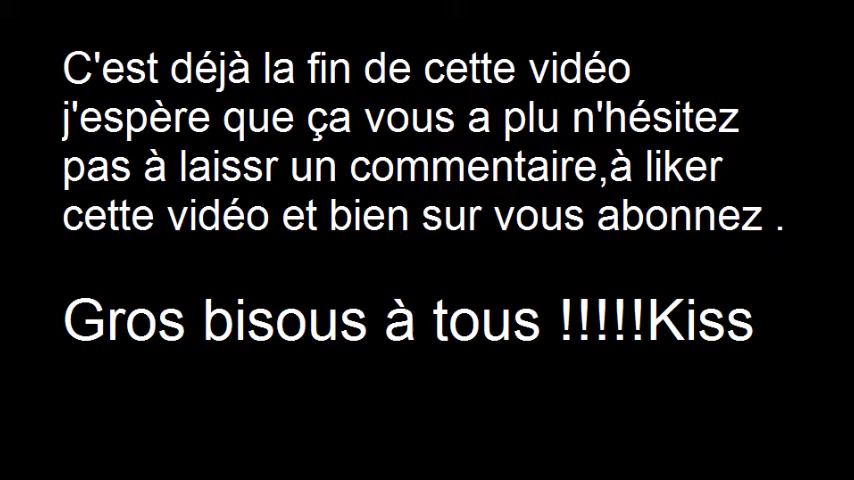 C'est déjà la fin de cette vidéo
j'espère que ça vous a plu n'hésitez
pas à laissr un commentaire,à liker
cette vidéo et bien sur vous abonnez .
Gros bisous à tous !!!!!Kiss